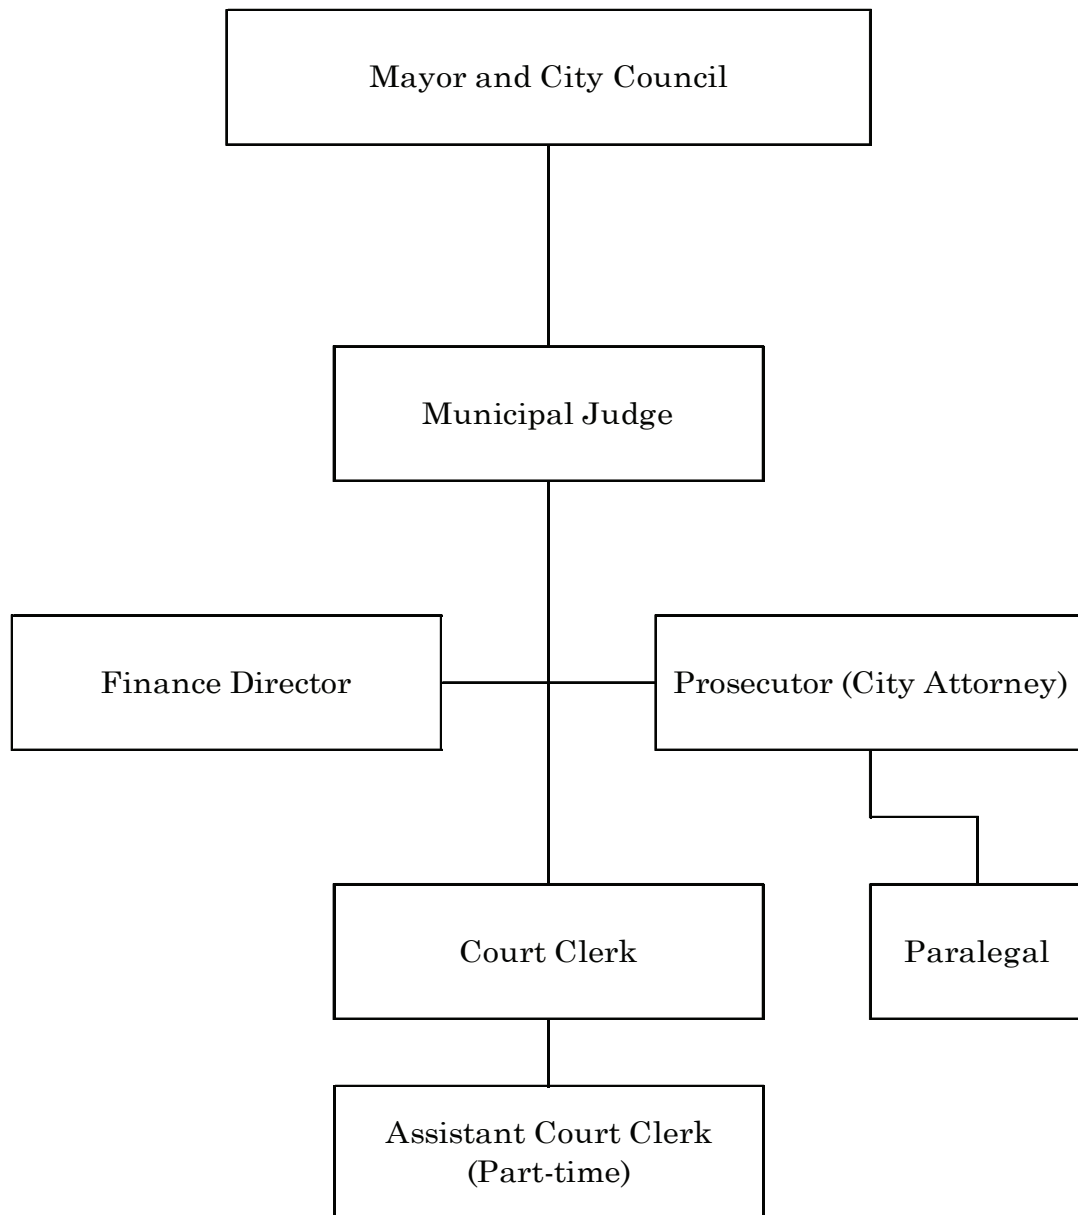 Mayor and City Council
Municipal Judge
Finance Director
Prosecutor (City Attorney)
Court Clerk
Paralegal
Assistant Court Clerk
(Part-time)